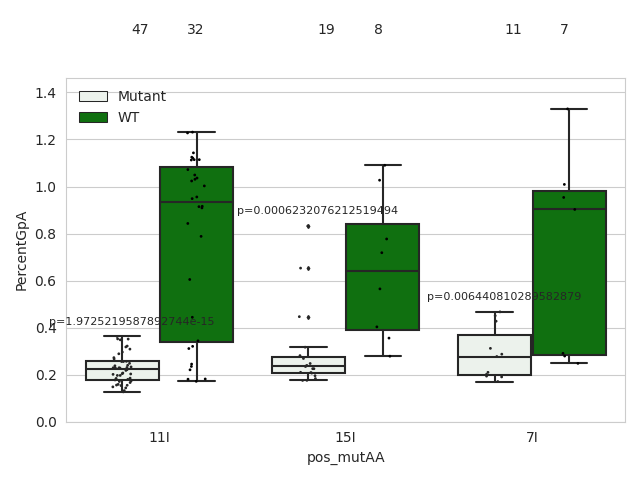 47 32 19 8 11 7
1.4
Mutant
WT
1.2
1.0
p=0.0006232076212519494
0.8
PercentGpA
0.6
p=0.006440810289582879
0.4
p=1.9725219587892744e-15
0.2
0.0
11I 15I 7I
pos_mutAA